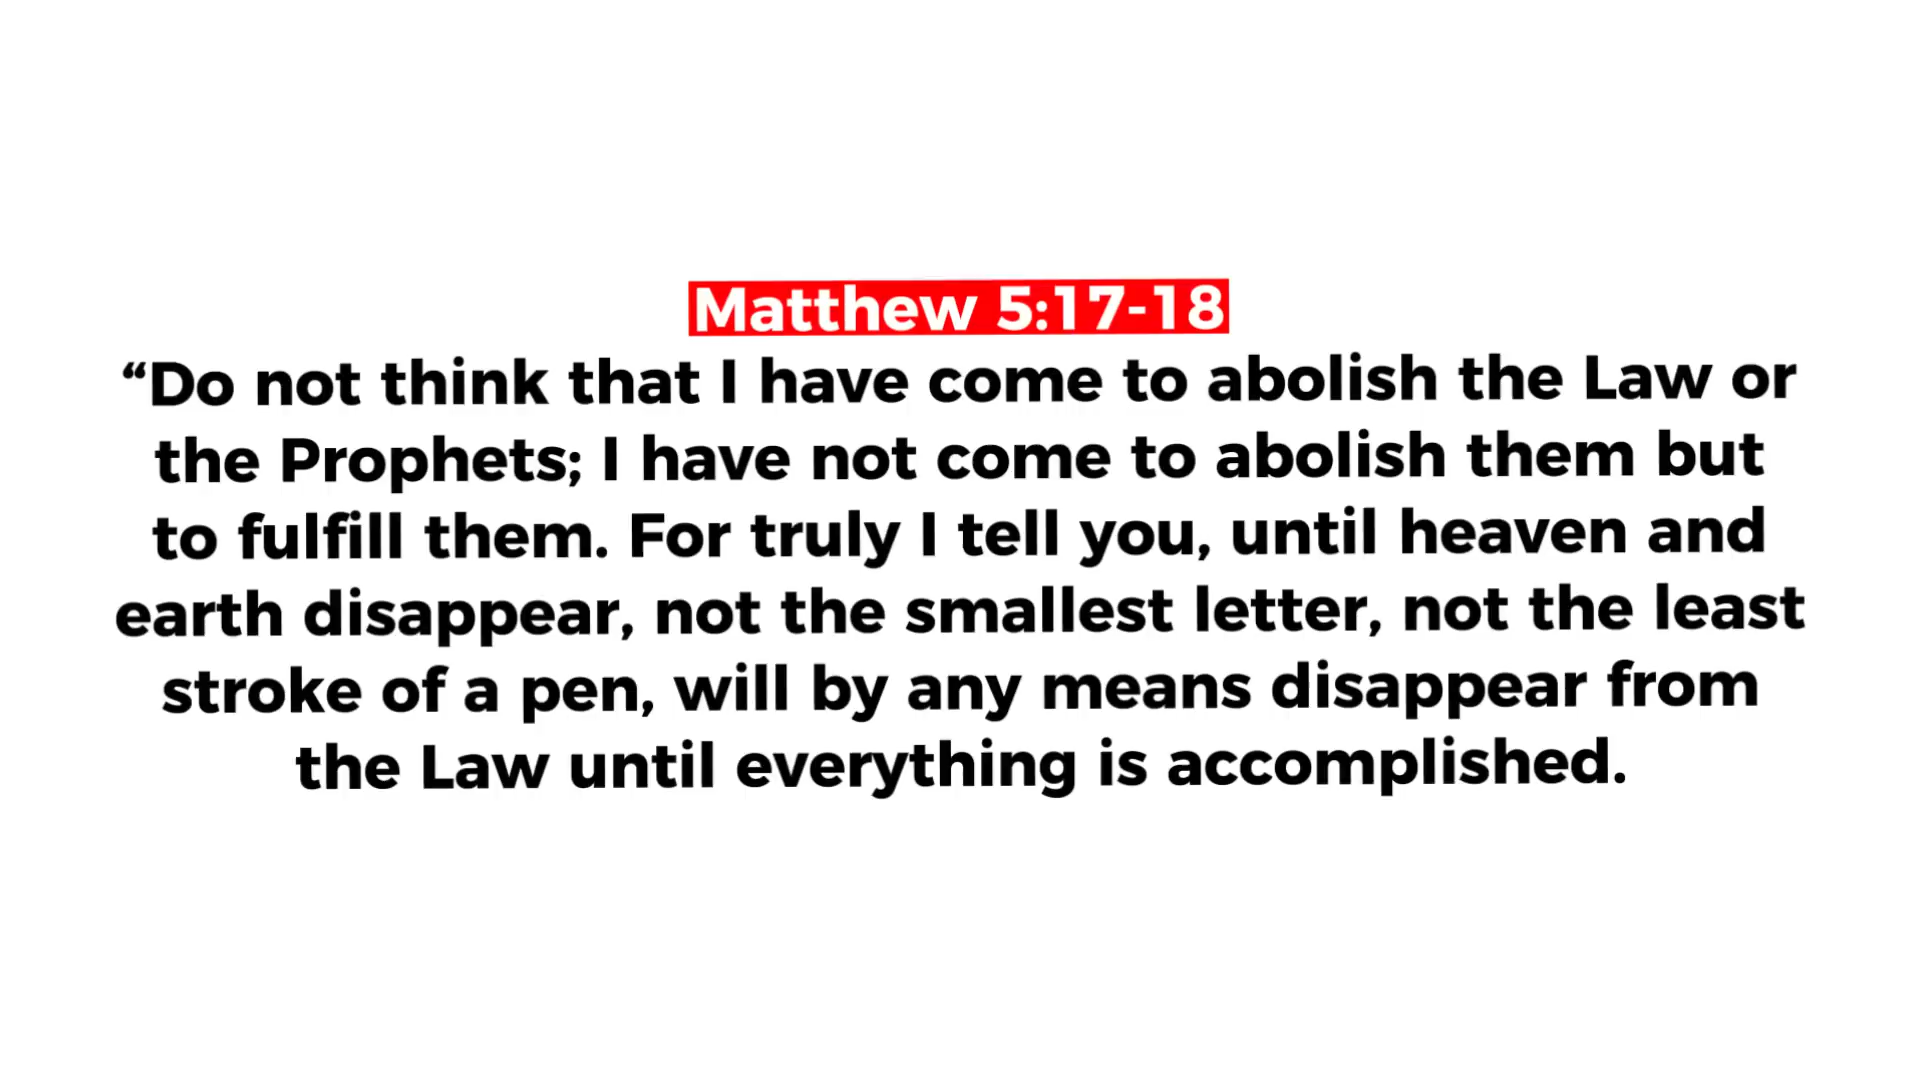 Matthew 5:17-18
“Do not think that I have come to abolish the Law or
the Prophets; I have not come to abolish them but
to fulfill them. For truly I tell you, until heaven and
earth disappear, not the smallest letter, not the least
stroke of a pen, will by any means disappear from
the Law until everything is accomplished.